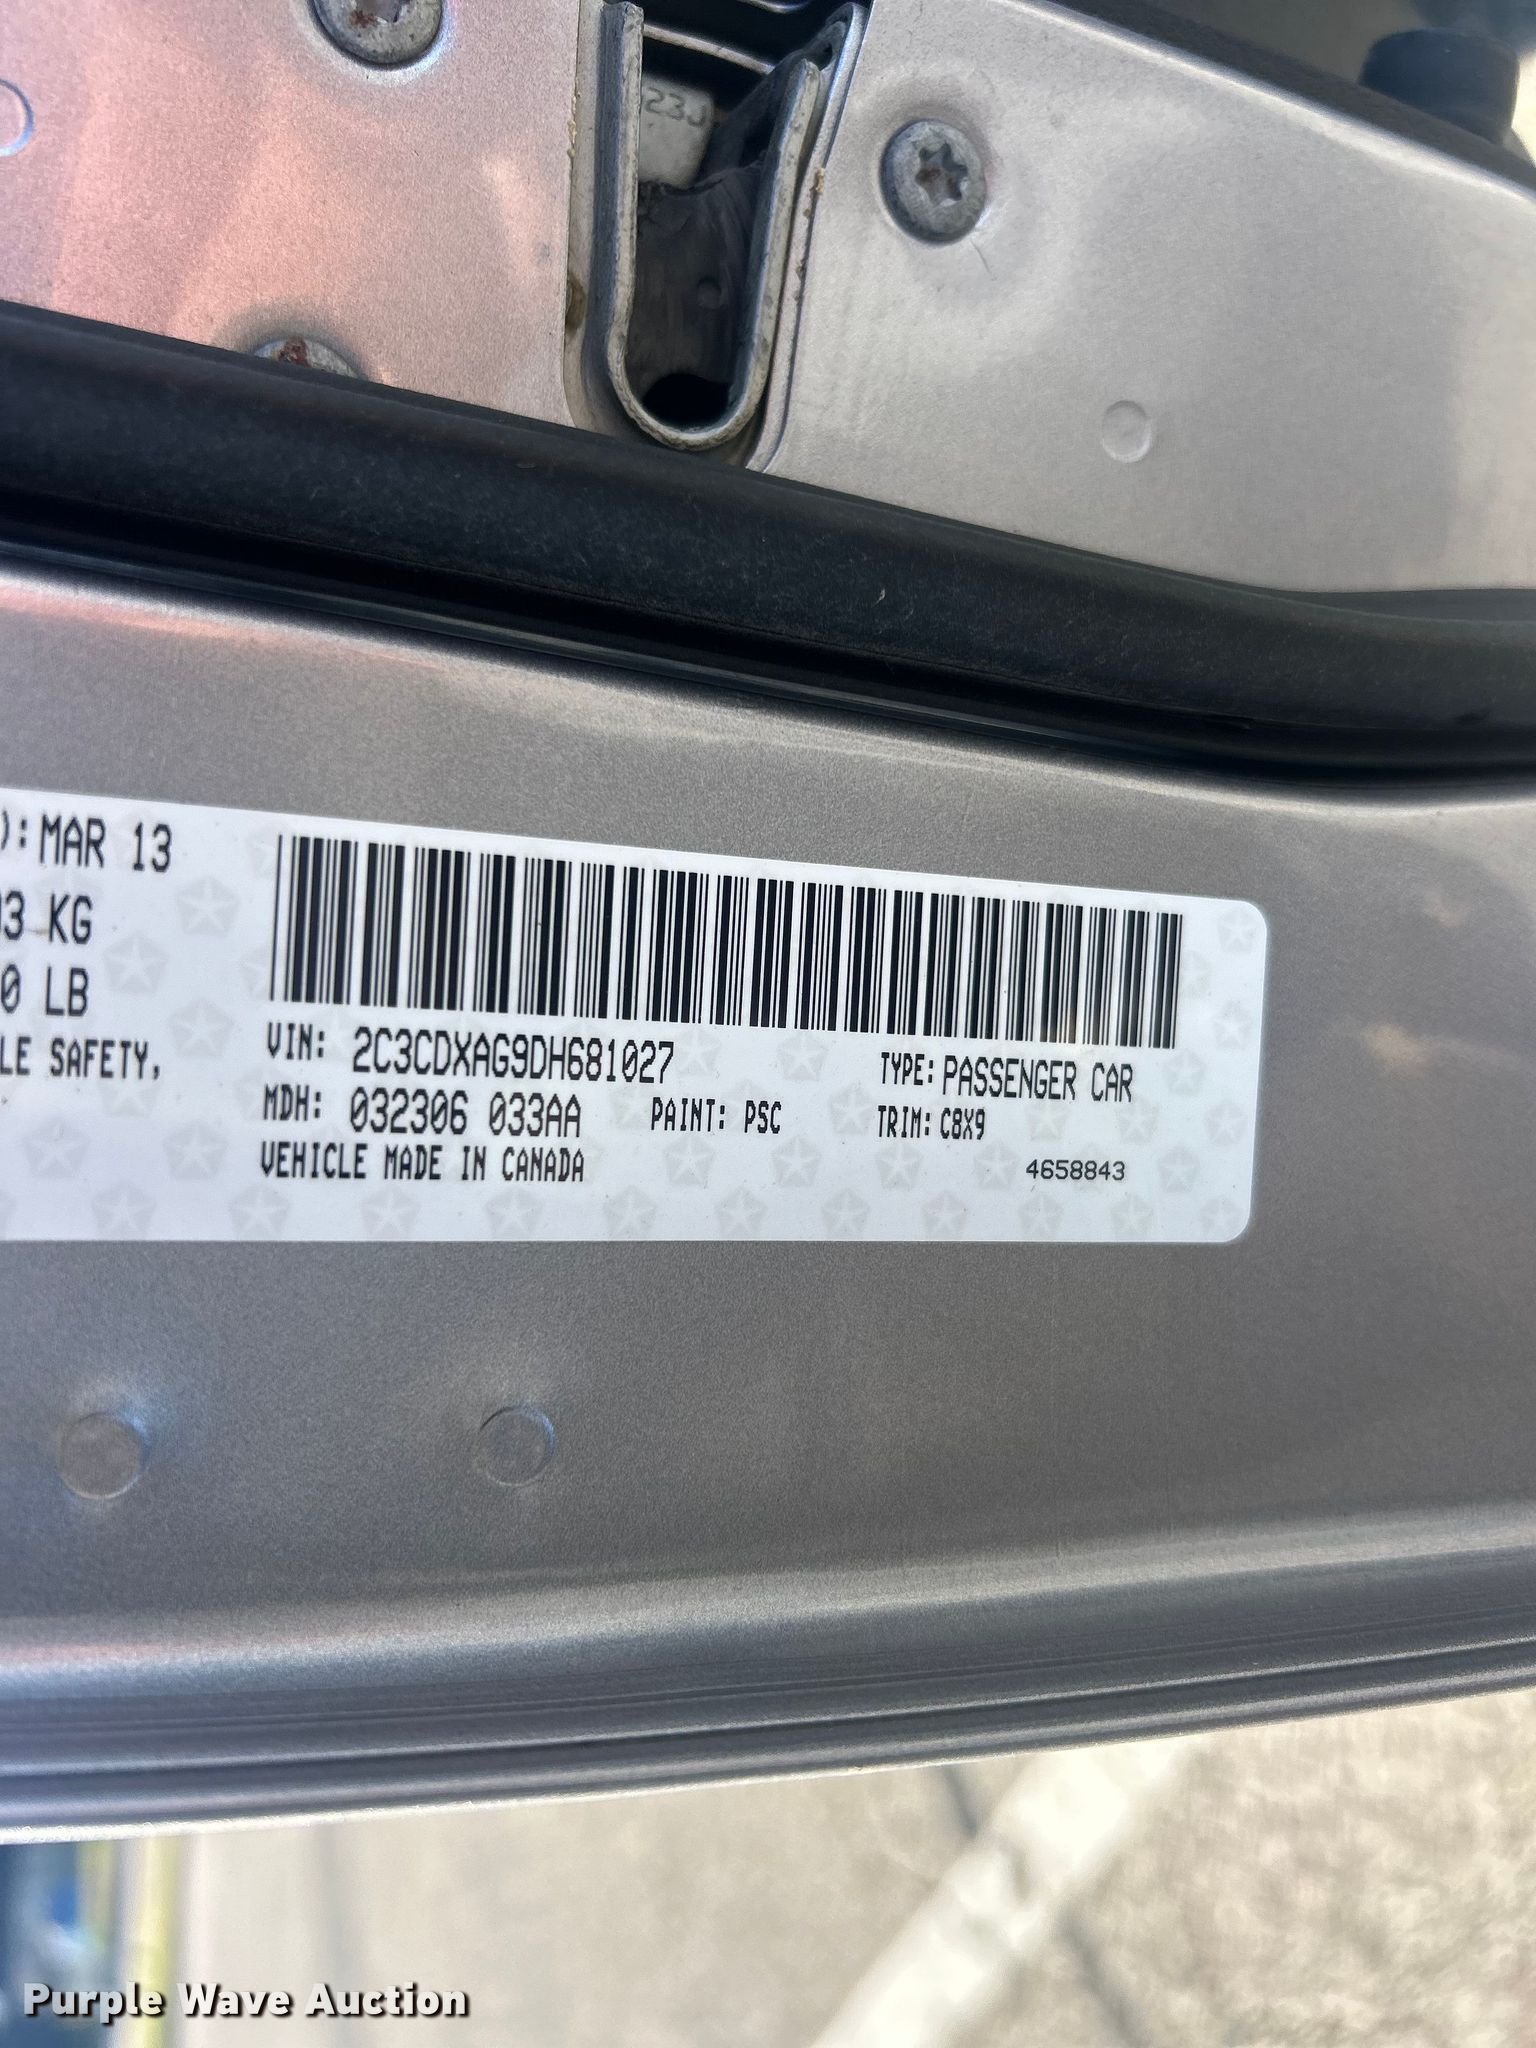 23J
): MAR 13
03 KG
0 LB
LE SAFETY,
VIN: 2C3CDXAG9DH681027
TYPE: PASSENGER CAR
MDH: 032306 033AA
PAINT: PSC
TRIM: C8X9
VEHICLE MADE IN CANADA
4658843
Purple Wave Auction